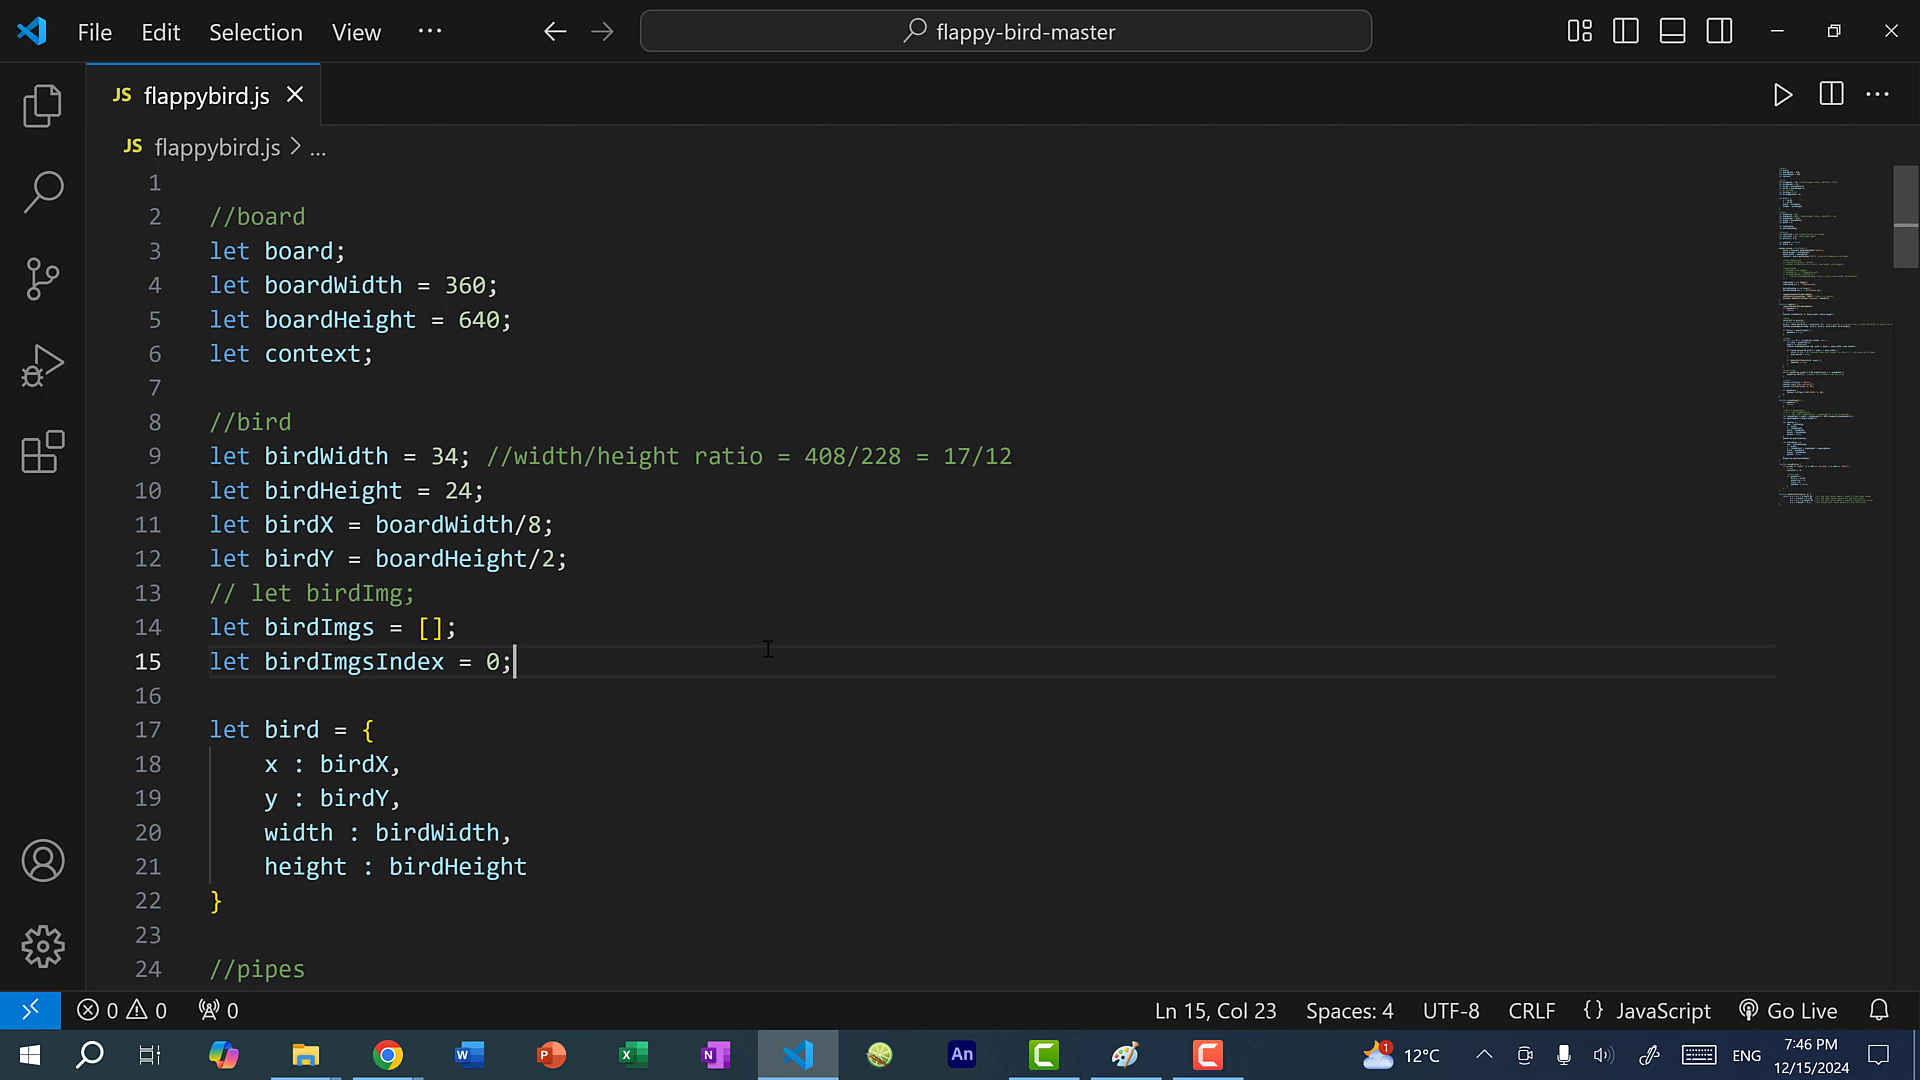 File Edit Selection View ... flappy-bird-master
JS flappybird.js
JS flappybird.js > ...
1
2 //board
3 let board;
4 let boardWidth = 360;
5 let boardHeight = 640;
6 let context;
7
8 //bird
9 let birdWidth = 34; //width/height ratio = 408/228 = 17/12
10 let birdHeight = 24;
11 let birdX = boardWidth/8;
12 let birdY = boardHeight/2;
13 // let birdImg;
14 let birdImgs = [];
15 let birdImgsIndex = 0;
16
17 let bird = {
18 x : birdX,
19 y : birdY,
20 width : birdWidth,
21 height : birdHeight
22 }
23
24 //pipes
0 0 0 Ln 15, Col 23 Spaces: 4 UTF-8 CRLF {} JavaScript Go Live
W P X N An 1 12°C ENG 7:46 PM
12/15/2024